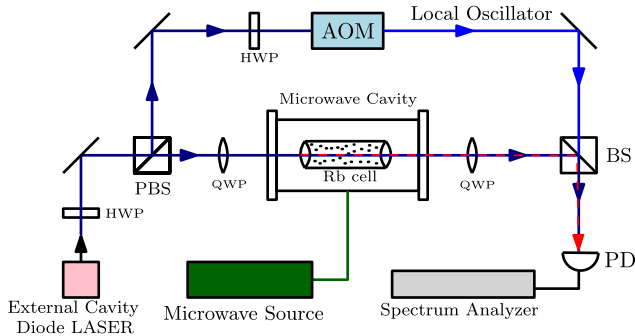 Local Oscillator
AOM
HWP
Microwave Cavity
PBS
QWP
Rb cell
QWP
BS
HWP
PD
External Cavity
Diode LASER
Microwave Source
Spectrum Analyzer